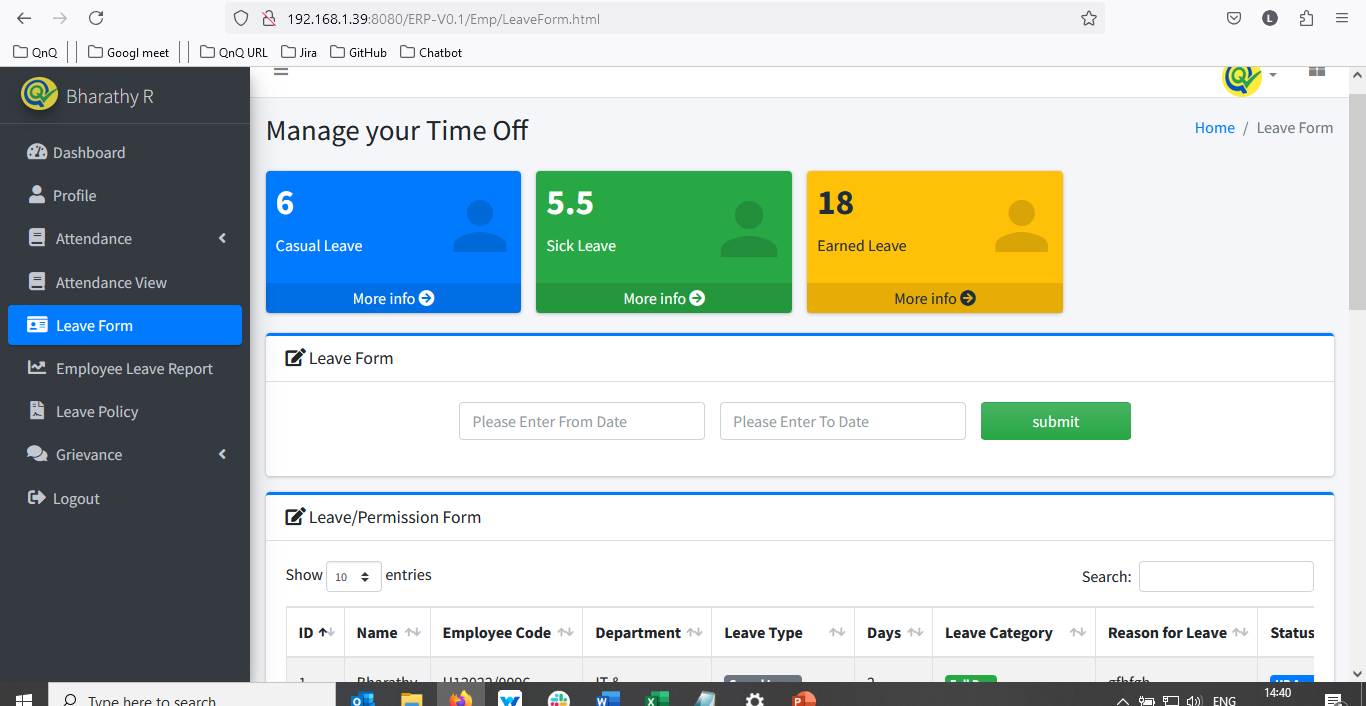 192.168.1.39:8080/ERP-V0.1/Emp/LeaveForm.html
L
QnQ Googl meet QnQ URL Jira GitHub Chatbot
Bharathy R
Dashboard
Profile
Attendance
Attendance View
Leave Form
Employee Leave Report
Leave Policy
Grievance
Logout
Manage your Time Off
Home / Leave Form
6
Casual Leave
More info
5.5
Sick Leave
More info
18
Earned Leave
More info
Leave Form
Please Enter From Date Please Enter To Date submit
Leave/Permission Form
Show 10 entries Search:
ID Name Employee Code Department Leave Type Days Leave Category Reason for Leave Status
1 Bharathy IT & 2 gfhfgh
Type here to search
ENG
14:40